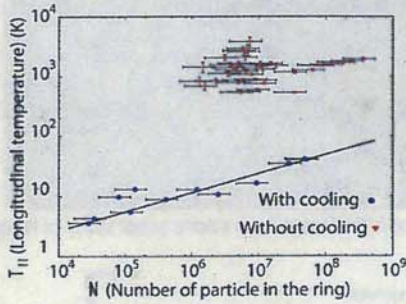 T|| (Longitudinal temperature) (K)
10⁴
10³
10²
10
1
With cooling
Without cooling
10⁴ 10⁵ 10⁶ 10⁷ 10⁸ 10⁹
N (Number of particle in the ring)